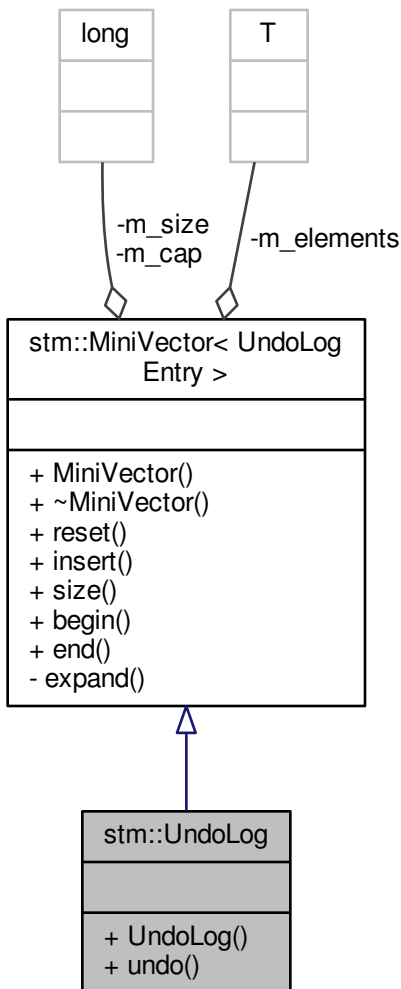 long
T
-m_size
-m_cap
-m_elements
stm::MiniVector< UndoLog
Entry >
+ MiniVector()
+ ~MiniVector()
+ reset()
+ insert()
+ size()
+ begin()
+ end()
- expand()
stm::UndoLog
+ UndoLog()
+ undo()